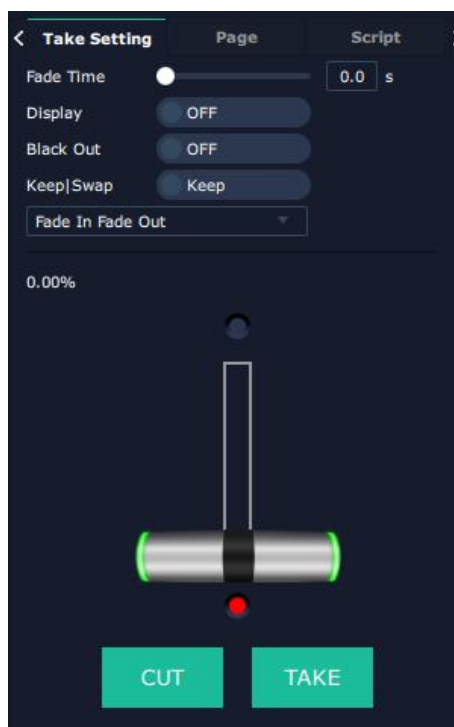 Take Setting Page Script
Fade Time 0.0 s
Display OFF
Black Out OFF
Keep|Swap Keep
Fade In Fade Out
0.00%
CUT TAKE